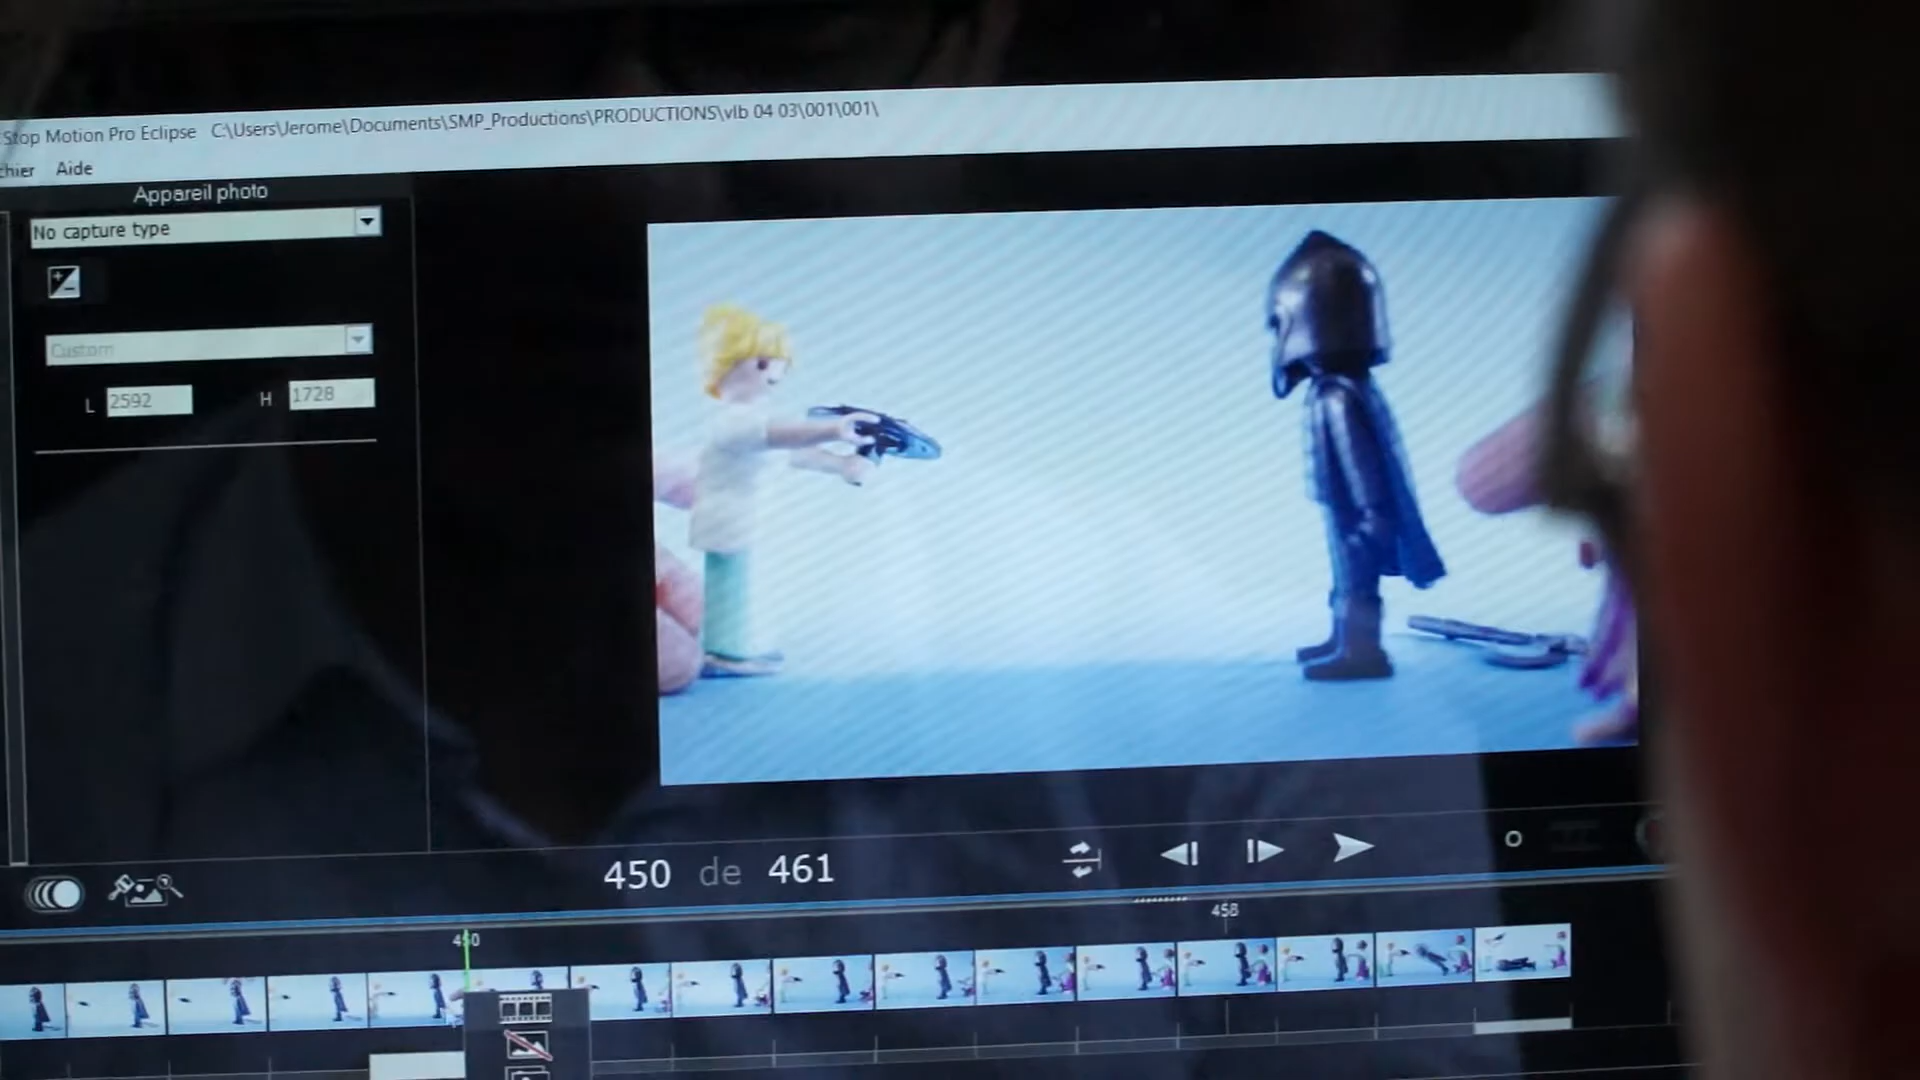 Stop Motion Pro Eclipse C:\Users\Jerome\Documents\SMP_Productions\PRODUCTIONS\vlb 04 03\001\001\
chier Aide
Appareil photo
No capture type
Custom
L 2592 H 1728
450 de 461
450 458